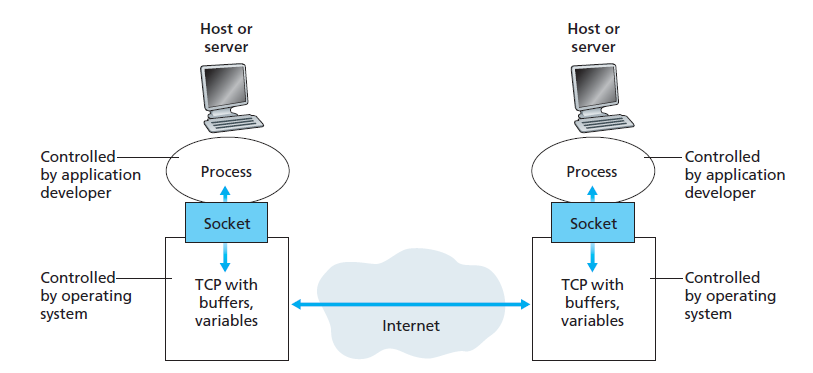 Host or
server
Host or
server
Controlled
by application
developer
Process
Process
Controlled
by application
developer
Socket
Socket
Controlled
by operating
system
TCP with
buffers,
variables
Internet
TCP with
buffers,
variables
Controlled
by operating
system